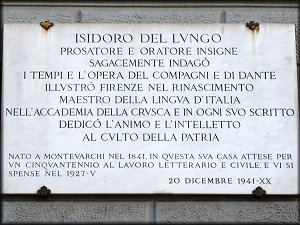 ISIDORO DEL LVNGO
PROSATORE E ORATORE INSIGNE
SAGACEMENTE INDAGÒ
I TEMPI E L'OPERA DEL COMPAGNI E DI DANTE
ILLVSTRÒ FIRENZE NEL RINASCIMENTO
MAESTRO DELLA LINGVA D'ITALIA
NELL'ACCADEMIA DELLA CRVSCA E IN OGNI SVO SCRITTO
DEDICÒ L'ANIMO E L'INTELLETTO
AL CVLTO DELLA PATRIA
NATO A MONTEVARCHI NEL 1841, IN QVESTA SVA CASA ATTESE PER
VN CINQVANTENNIO AL LAVORO LETTERARIO E CIVILE, E VI SI
SPENSE NEL 1927-V
20 DICEMBRE 1941-XX